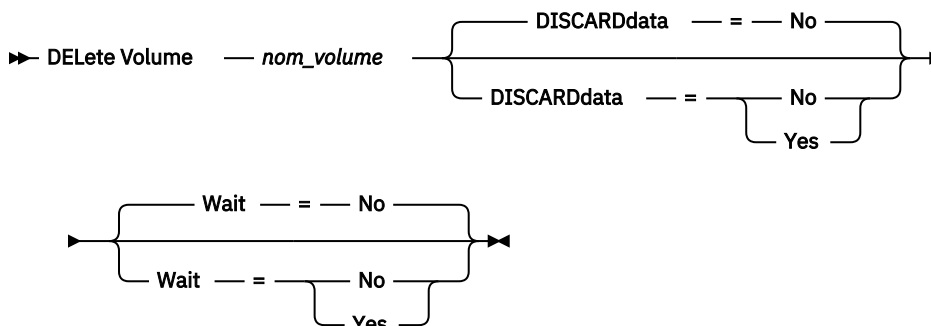 DISCARDdata = No
DELete Volume nom_volume
DISCARDdata = No
Yes
Wait = No
Wait = No
Yes